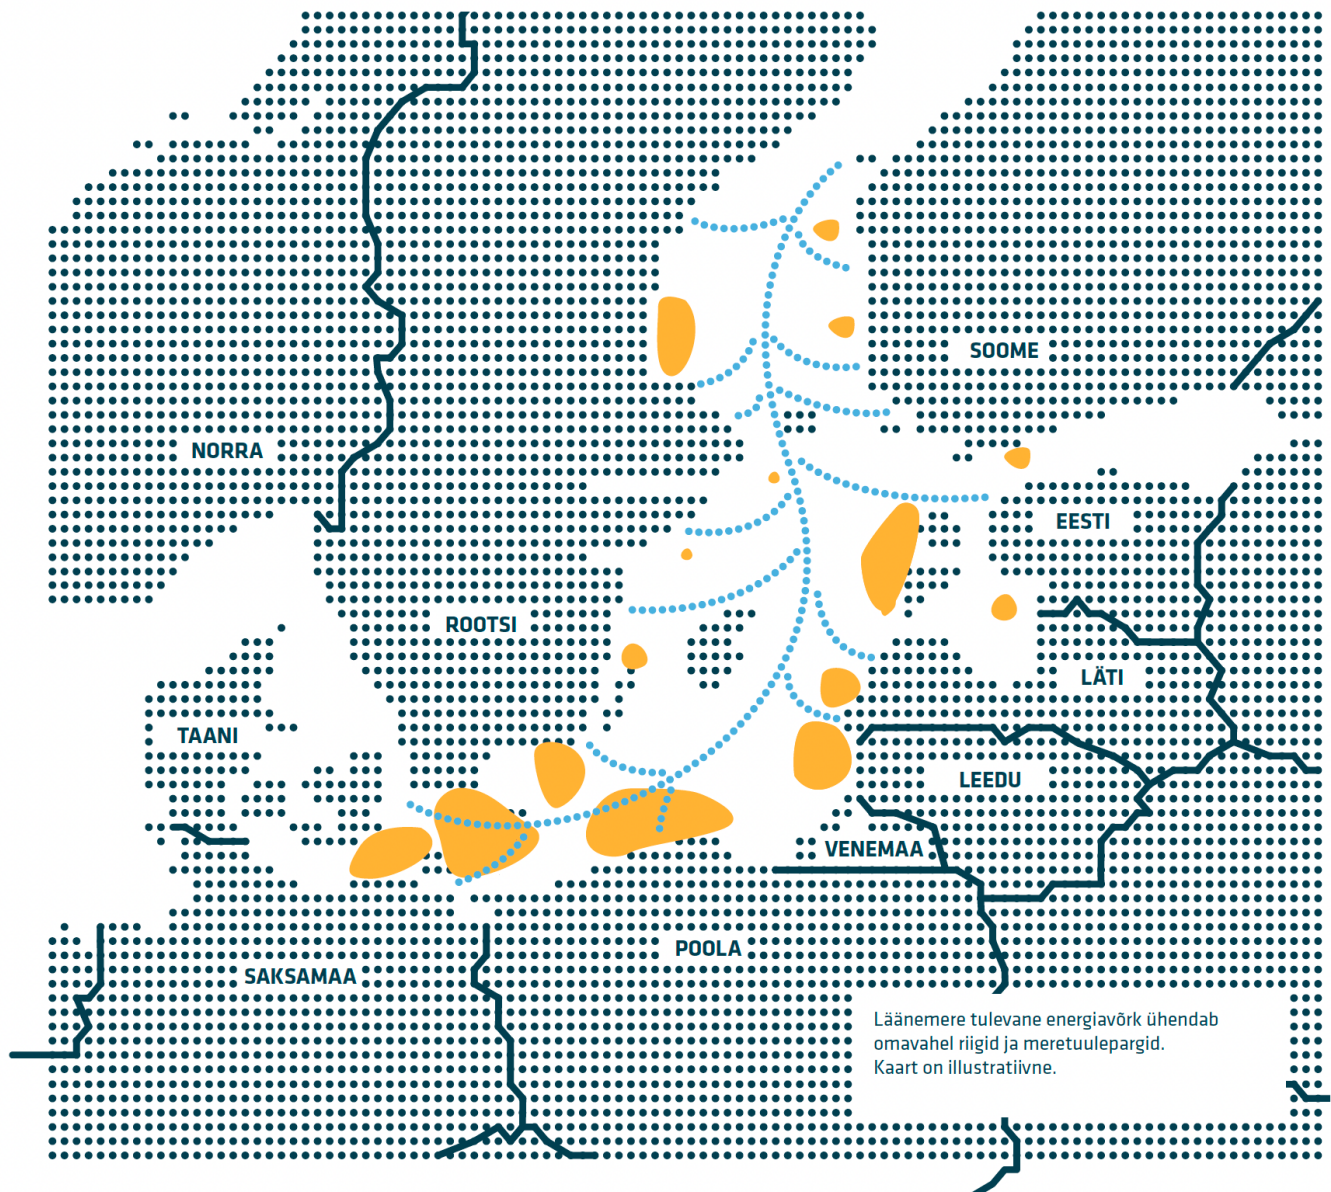 SOOME
NORRA
EESTI
ROOTSI
LÄTI
TAANI
LEEDU
VENEMAA
POOLA
SAKSAMAA
Läänemere tulevane energiavõrk ühendab
omavahel riigid ja meretuulepargid.
Kaart on illustratiivne.